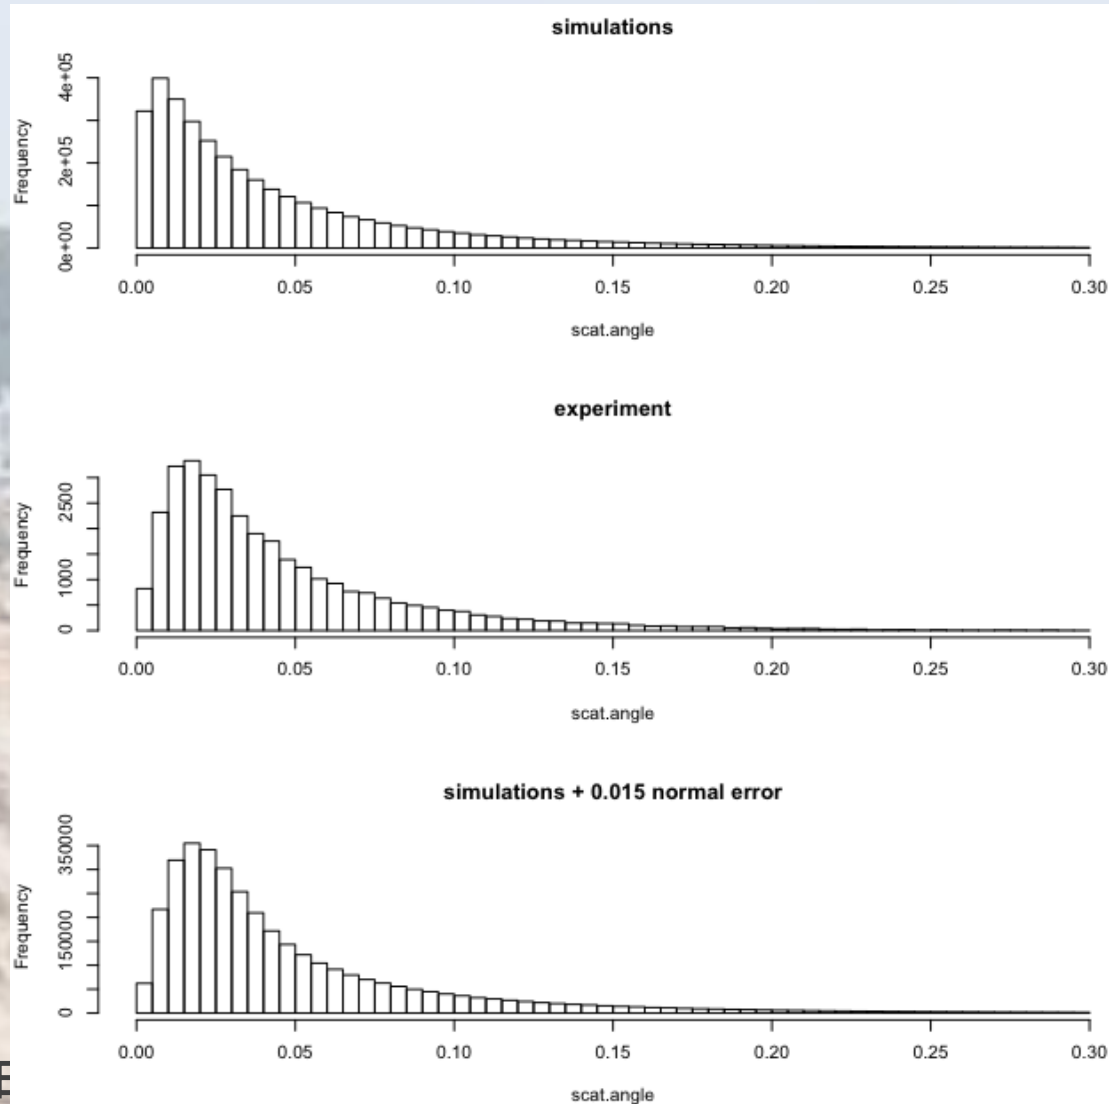 simulations
Frequency
4e+05
2e+05
0e+00
0.00 0.05 0.10 0.15 0.20 0.25 0.30
scat.angle
experiment
Frequency
2500
1000
0
0.00 0.05 0.10 0.15 0.20 0.25 0.30
scat.angle
simulations + 0.015 normal error
Frequency
350000
150000
0
0.00 0.05 0.10 0.15 0.20 0.25 0.30
scat.angle